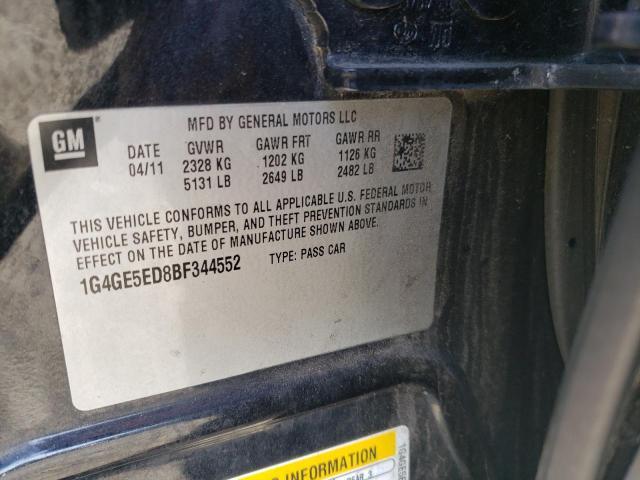 GM
MFD BY GENERAL MOTORS LLC
DATE GVWR GAWR FRT GAWR RR
04/11 2328 KG 1202 KG 1126 KG
5131 LB 2649 LB 2482 LB
THIS VEHICLE CONFORMS TO ALL APPLICABLE U.S. FEDERAL MOTOR
VEHICLE SAFETY, BUMPER, AND THEFT PREVENTION STANDARDS IN
EFFECT ON THE DATE OF MANUFACTURE SHOWN ABOVE.
1G4GE5ED8BF344552 TYPE: PASS CAR
INFORMATION